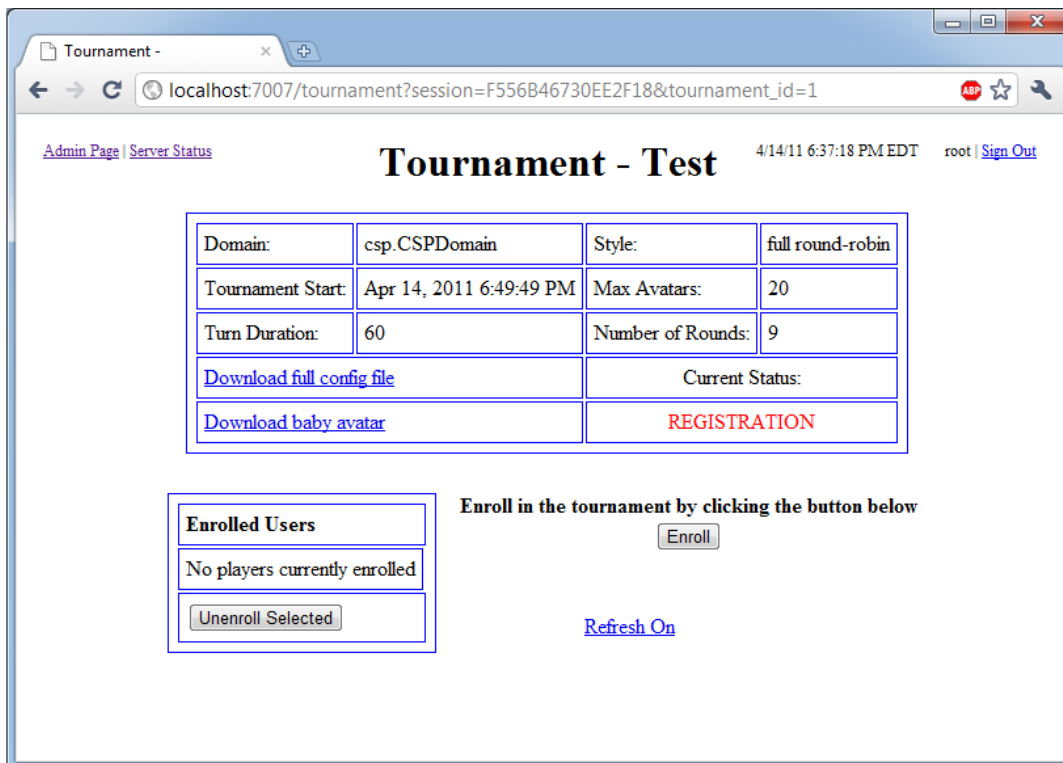 Tournament -
localhost:7007/tournament?session=F556B46730EE2F18&tournament_id=1
ABP
Admin Page | Server Status
Tournament - Test
4/14/11 6:37:18 PM EDT
root | Sign Out
Domain: csp.CSPDomain Style: full round-robin
Tournament Start: Apr 14, 2011 6:49:49 PM Max Avatars: 20
Turn Duration: 60 Number of Rounds: 9
Download full config file Current Status:
Download baby avatar REGISTRATION
Enrolled Users
No players currently enrolled
Unenroll Selected
Enroll in the tournament by clicking the button below
Enroll
Refresh On